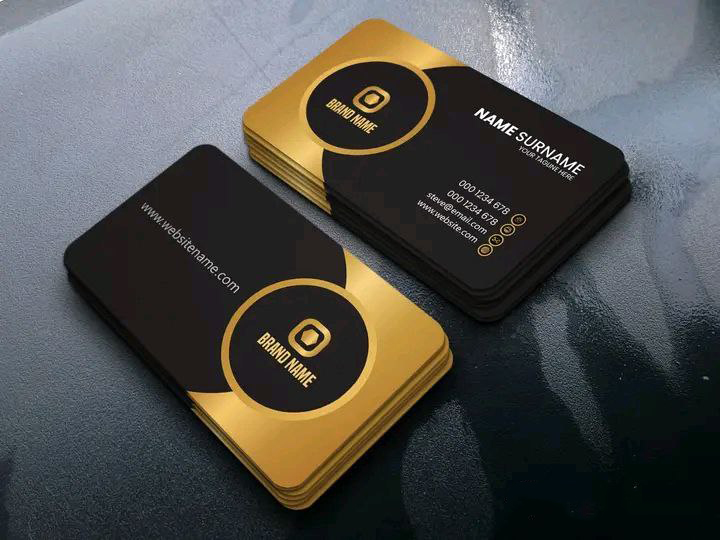 BRAND NAME
NAME SURNAME
YOUR TAGLINE HERE
000 1234 678
000 1234 678
steve@email.com
www.website.com
www.websitename.com
BRAND NAME